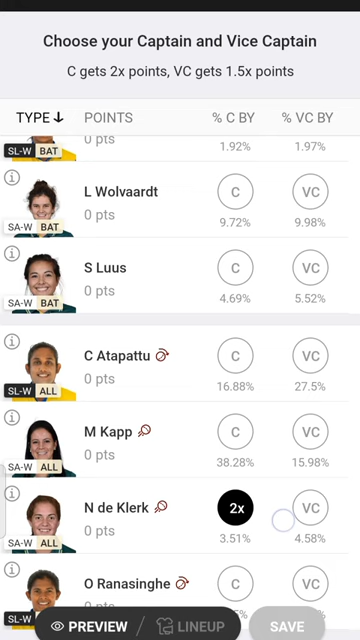 Choose your Captain and Vice Captain
C gets 2x points, VC gets 1.5x points
TYPE POINTS % C BY % VC BY
0 pts
SL-W BAT 1.92% 1.97%
L Wolvaardt C VC
0 pts
SA-W BAT 9.72% 9.98%
S Luus C VC
0 pts
SA-W BAT 4.69% 5.52%
C Atapattu C VC
0 pts
SL-W ALL 16.88% 27.5%
M Kapp C VC
0 pts
SA-W ALL 38.28% 15.98%
N de Klerk 2x VC
0 pts
SA-W ALL 3.51% 4.58%
O Ranasinghe C VC
0 pts
SL-W
PREVIEW / LINEUP SAVE